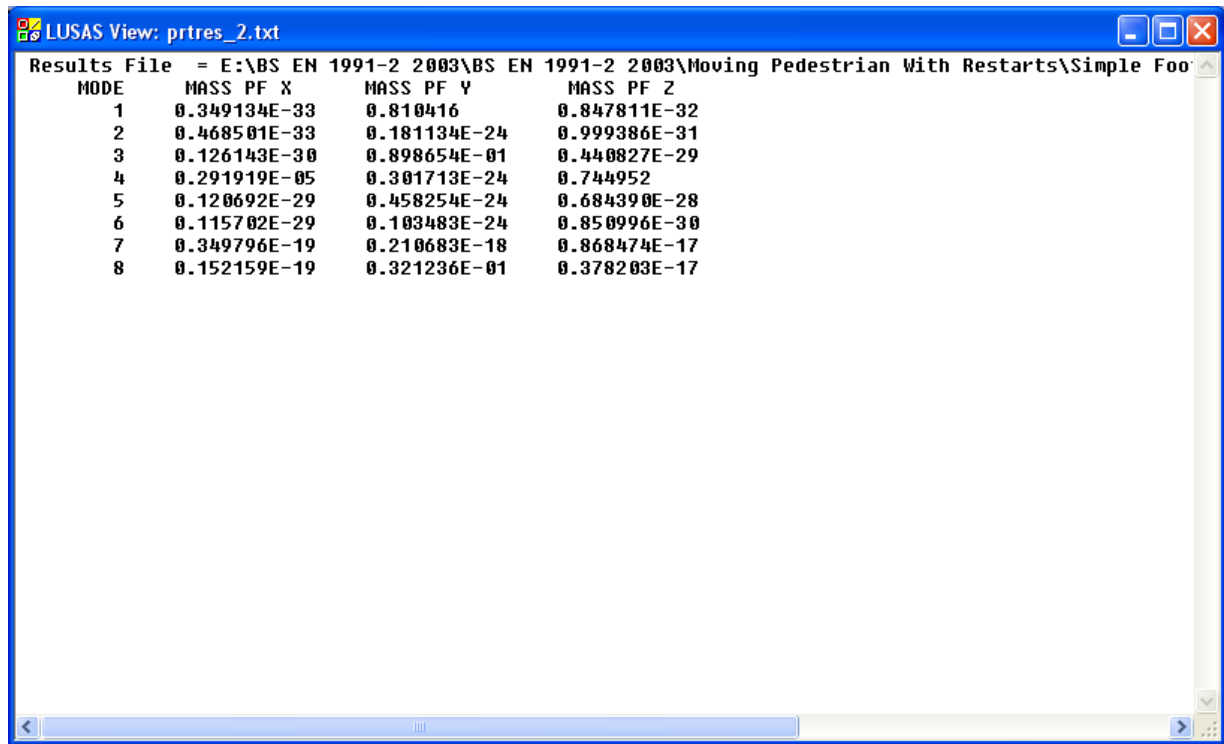 LUSAS View: prtres_2.txt
Results File = E:\BS EN 1991-2 2003\BS EN 1991-2 2003\Moving Pedestrian With Restarts\Simple Foo
MODE MASS PF X MASS PF Y MASS PF Z
1 0.349134E-33 0.810416 0.847811E-32
2 0.468501E-33 0.181134E-24 0.999386E-31
3 0.126143E-30 0.898654E-01 0.440827E-29
4 0.291919E-05 0.301713E-24 0.744952
5 0.120692E-29 0.458254E-24 0.684390E-28
6 0.115702E-29 0.103483E-24 0.850996E-30
7 0.349796E-19 0.210683E-18 0.868474E-17
8 0.152159E-19 0.321236E-01 0.378203E-17